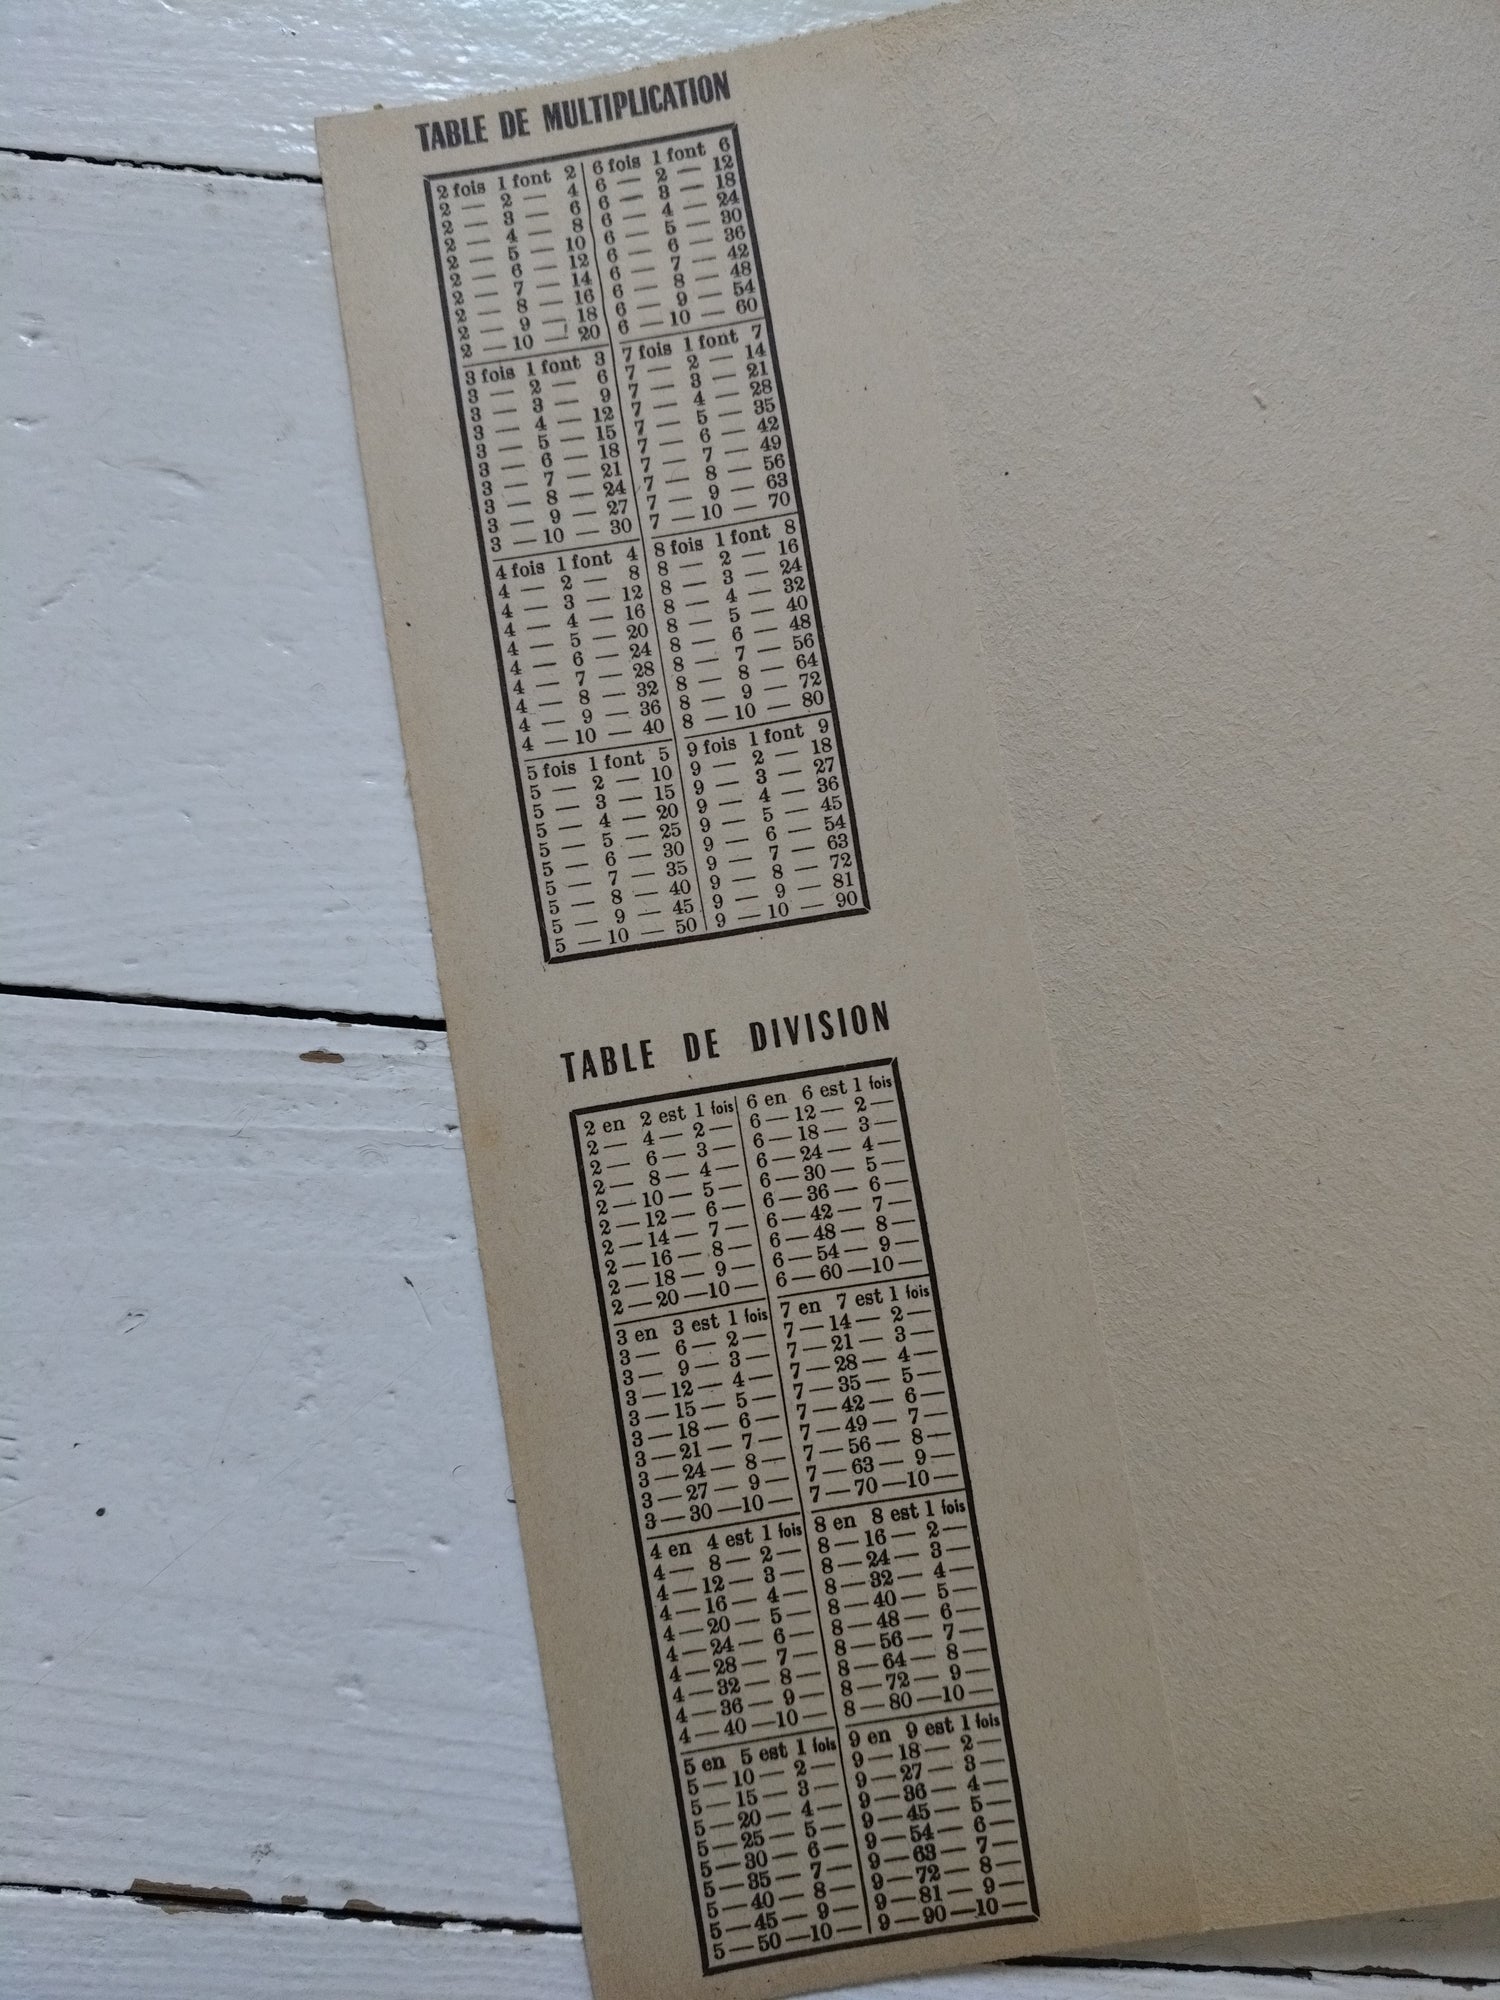 TABLE DE MULTIPLICATION
2 fois 1 font 2
2 — 2 — 4
2 — 3 — 6
2 — 4 — 8
2 — 5 — 10
2 — 6 — 12
2 — 7 — 14
2 — 8 — 16
2 — 9 — 18
2 — 10 — 20
3 fois 1 font 3
3 — 2 — 6
3 — 3 — 9
3 — 4 — 12
3 — 5 — 15
3 — 6 — 18
3 — 7 — 21
3 — 8 — 24
3 — 9 — 27
3 — 10 — 30
4 fois 1 font 4
4 — 2 — 8
4 — 3 — 12
4 — 4 — 16
4 — 5 — 20
4 — 6 — 24
4 — 7 — 28
4 — 8 — 32
4 — 9 — 36
4 — 10 — 40
5 fois 1 font 5
5 — 2 — 10
5 — 3 — 15
5 — 4 — 20
5 — 5 — 25
5 — 6 — 30
5 — 7 — 35
5 — 8 — 40
5 — 9 — 45
5 — 10 — 50
6 fois 1 font 6
6 — 2 — 12
6 — 3 — 18
6 — 4 — 24
6 — 5 — 30
6 — 6 — 36
6 — 7 — 42
6 — 8 — 48
6 — 9 — 54
6 — 10 — 60
7 fois 1 font 7
7 — 2 — 14
7 — 3 — 21
7 — 4 — 28
7 — 5 — 35
7 — 6 — 42
7 — 7 — 49
7 — 8 — 56
7 — 9 — 63
7 — 10 — 70
8 fois 1 font 8
8 — 2 — 16
8 — 3 — 24
8 — 4 — 32
8 — 5 — 40
8 — 6 — 48
8 — 7 — 56
8 — 8 — 64
8 — 9 — 72
8 — 10 — 80
9 fois 1 font 9
9 — 2 — 18
9 — 3 — 27
9 — 4 — 36
9 — 5 — 45
9 — 6 — 54
9 — 7 — 63
9 — 8 — 72
9 — 9 — 81
9 — 10 — 90
TABLE DE DIVISION
2 en 2 est 1 fois
2 — 4 — 2 —
2 — 6 — 3 —
2 — 8 — 4 —
2 — 10 — 5 —
2 — 12 — 6 —
2 — 14 — 7 —
2 — 16 — 8 —
2 — 18 — 9 —
2 — 20 — 10 —
3 en 3 est 1 fois
3 — 6 — 2 —
3 — 9 — 3 —
3 — 12 — 4 —
3 — 15 — 5 —
3 — 18 — 6 —
3 — 21 — 7 —
3 — 24 — 8 —
3 — 27 — 9 —
3 — 30 — 10 —
4 en 4 est 1 fois
4 — 8 — 2 —
4 — 12 — 3 —
4 — 16 — 4 —
4 — 20 — 5 —
4 — 24 — 6 —
4 — 28 — 7 —
4 — 32 — 8 —
4 — 36 — 9 —
4 — 40 — 10 —
5 en 5 est 1 fois
5 — 10 — 2 —
5 — 15 — 3 —
5 — 20 — 4 —
5 — 25 — 5 —
5 — 30 — 6 —
5 — 35 — 7 —
5 — 40 — 8 —
5 — 45 — 9 —
5 — 50 — 10 —
6 en 6 est 1 fois
6 — 12 — 2 —
6 — 18 — 3 —
6 — 24 — 4 —
6 — 30 — 5 —
6 — 36 — 6 —
6 — 42 — 7 —
6 — 48 — 8 —
6 — 54 — 9 —
6 — 60 — 10 —
7 en 7 est 1 fois
7 — 14 — 2 —
7 — 21 — 3 —
7 — 28 — 4 —
7 — 35 — 5 —
7 — 42 — 6 —
7 — 49 — 7 —
7 — 56 — 8 —
7 — 63 — 9 —
7 — 70 — 10 —
8 en 8 est 1 fois
8 — 16 — 2 —
8 — 24 — 3 —
8 — 32 — 4 —
8 — 40 — 5 —
8 — 48 — 6 —
8 — 56 — 7 —
8 — 64 — 8 —
8 — 72 — 9 —
8 — 80 — 10 —
9 en 9 est 1 fois
9 — 18 — 2 —
9 — 27 — 3 —
9 — 36 — 4 —
9 — 45 — 5 —
9 — 54 — 6 —
9 — 63 — 7 —
9 — 72 — 8 —
9 — 81 — 9 —
9 — 90 — 10 —